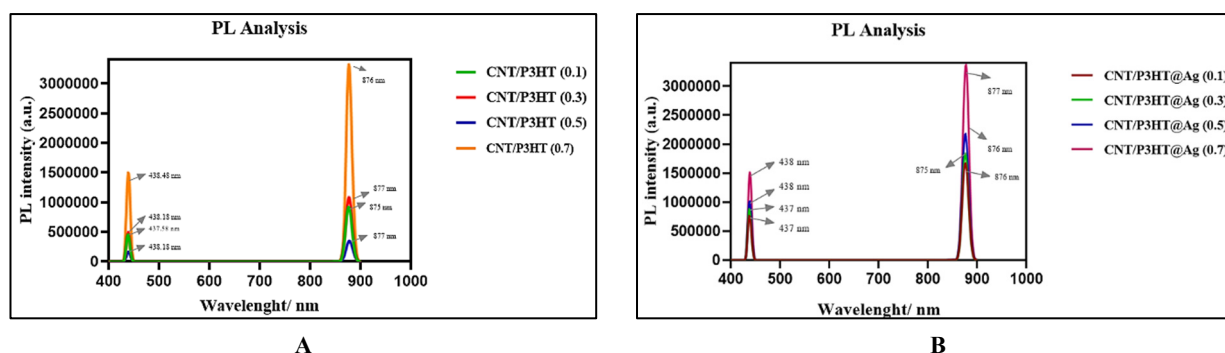 PL Analysis
PL intensity (a.u.)
3000000
2500000
2000000
1500000
1000000
500000
0
400
500
600
700
800
900
1000
Wavelenght/ nm
438.48 nm
438.18 nm
437.58 nm
438.18 nm
876 nm
877 nm
875 nm
877 nm
CNT/P3HT (0.1)
CNT/P3HT (0.3)
CNT/P3HT (0.5)
CNT/P3HT (0.7)
A
PL Analysis
PL intensity (a.u.)
3000000
2500000
2000000
1500000
1000000
500000
0
400
500
600
700
800
900
1000
Wavelenght/ nm
438 nm
438 nm
437 nm
437 nm
877 nm
876 nm
875 nm
876 nm
CNT/P3HT@Ag (0.1)
CNT/P3HT@Ag (0.3)
CNT/P3HT@Ag (0.5)
CNT/P3HT@Ag (0.7)
B